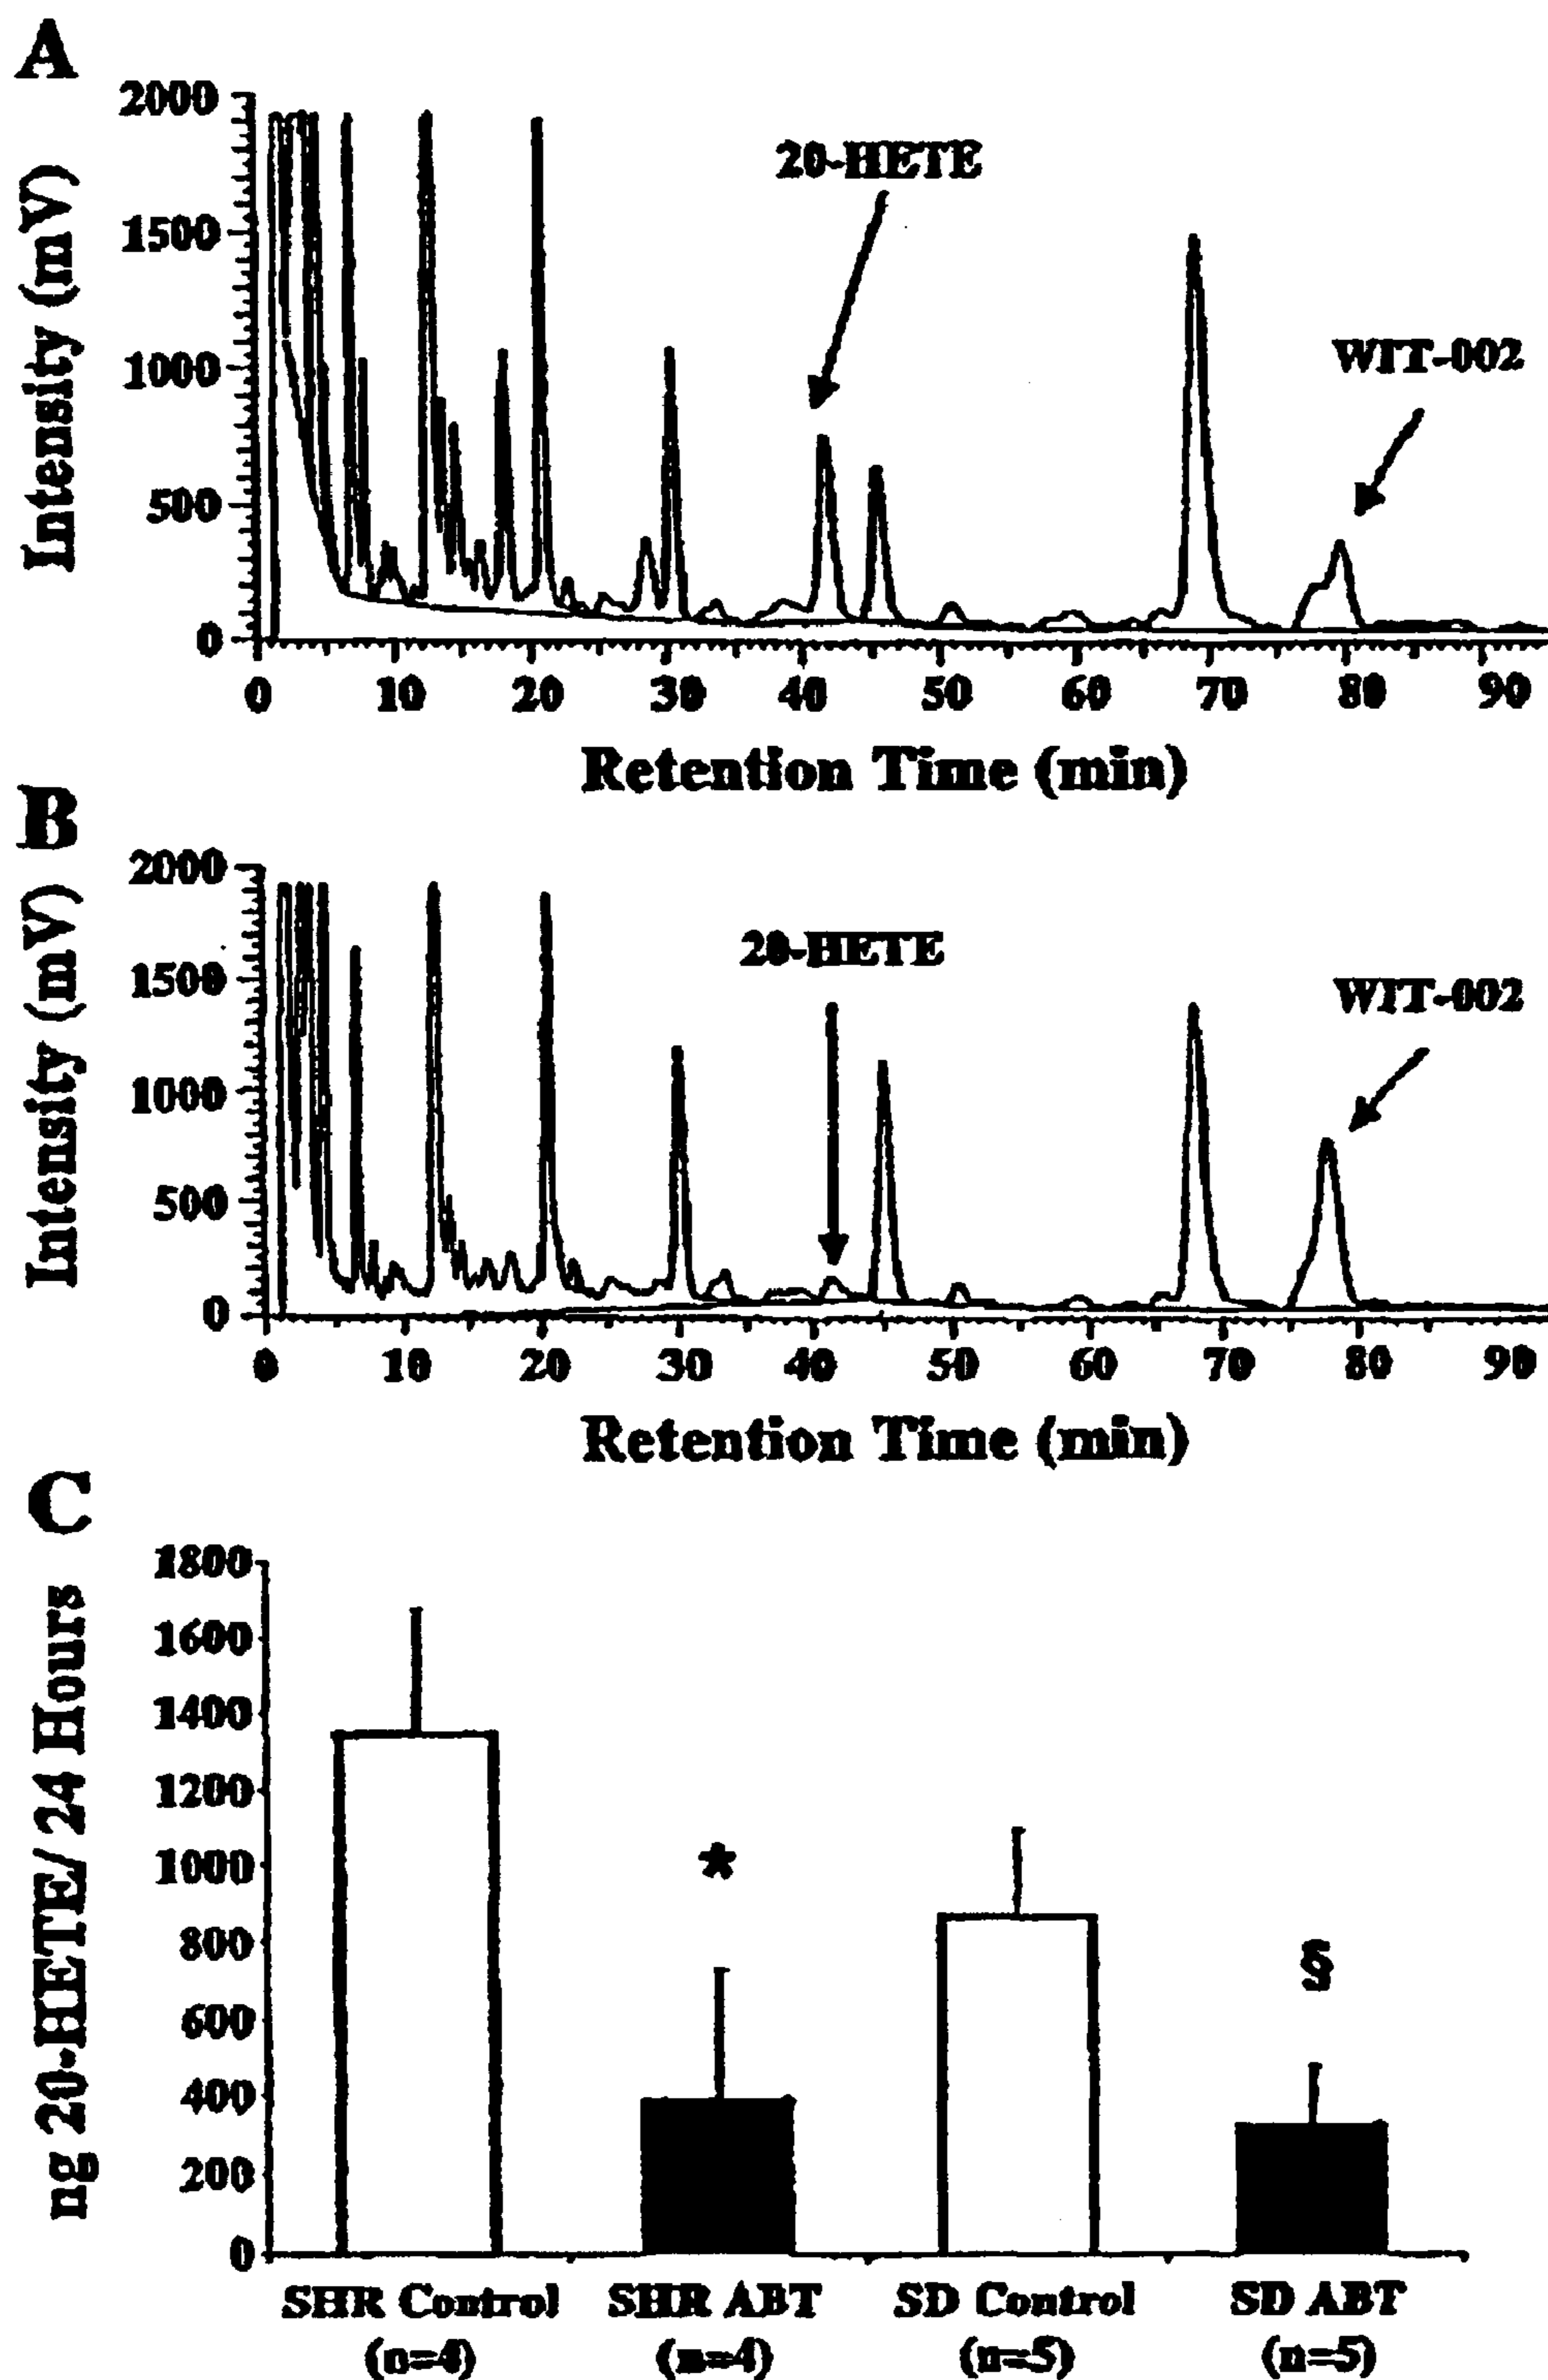 A
Intensity (mV)
2000
1500
1000
500
0
20-HETE
WIT-002
0 10 20 30 40 50 60 70 80 90
Retention Time (min)
B
Intensity (mV)
2000
1500
1000
500
0
20-HETE
WIT-002
0 10 20 30 40 50 60 70 80 90
Retention Time (min)
C
ng 20-HETE/ 24 Hours
1800
1600
1400
1200
1000
800
600
400
200
0
*
§
SHR Control SHR ABT SD Control SD ABT
(n=4) (n=4) (n=5) (n=5)